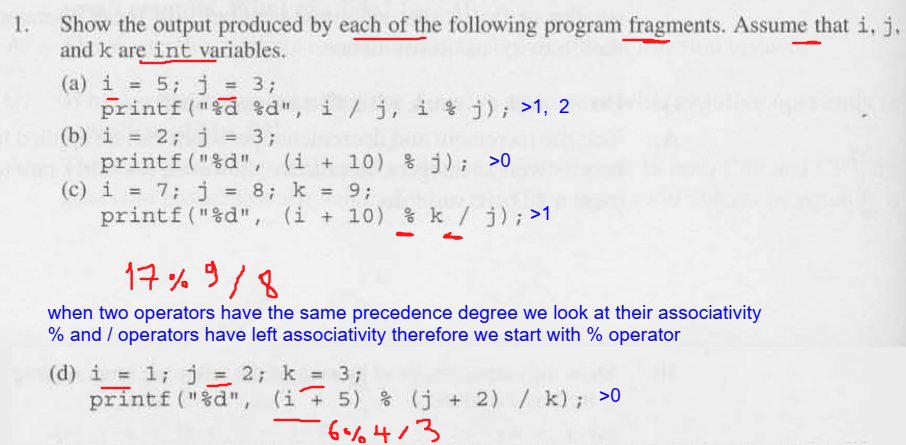 1. Show the output produced by each of the following program fragments. Assume that i, j,
and k are int variables.
(a) i = 5; j = 3;
printf("%d %d", i / j, i % j); >1, 2
(b) i = 2; j = 3;
printf("%d", (i + 10) % j); >0
(c) i = 7; j = 8; k = 9;
printf("%d", (i + 10) % k / j); >1
17 % 9 / 8
when two operators have the same precedence degree we look at their associativity
% and / operators have left associativity therefore we start with % operator
(d) i = 1; j = 2; k = 3;
printf("%d", (i + 5) % (j + 2) / k); >0
6 % 4 / 3